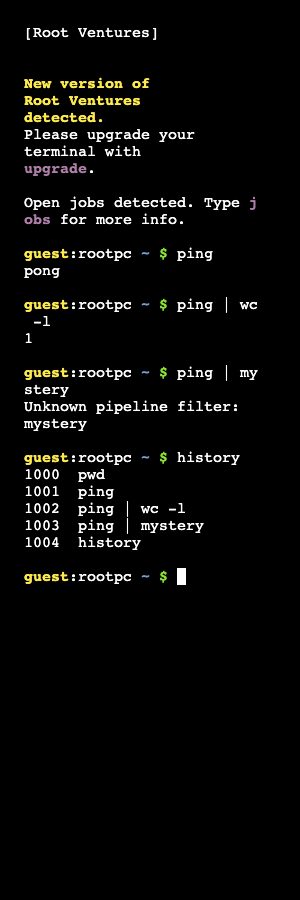 [Root Ventures]
New version of
Root Ventures
detected.
Please upgrade your
terminal with
upgrade.
Open jobs detected. Type j
obs for more info.
guest:rootpc ~ $ ping
pong
guest:rootpc ~ $ ping | wc
 -l
1
guest:rootpc ~ $ ping | my
stery
Unknown pipeline filter:
mystery
guest:rootpc ~ $ history
1000  pwd
1001  ping
1002  ping | wc -l
1003  ping | mystery
1004  history
guest:rootpc ~ $